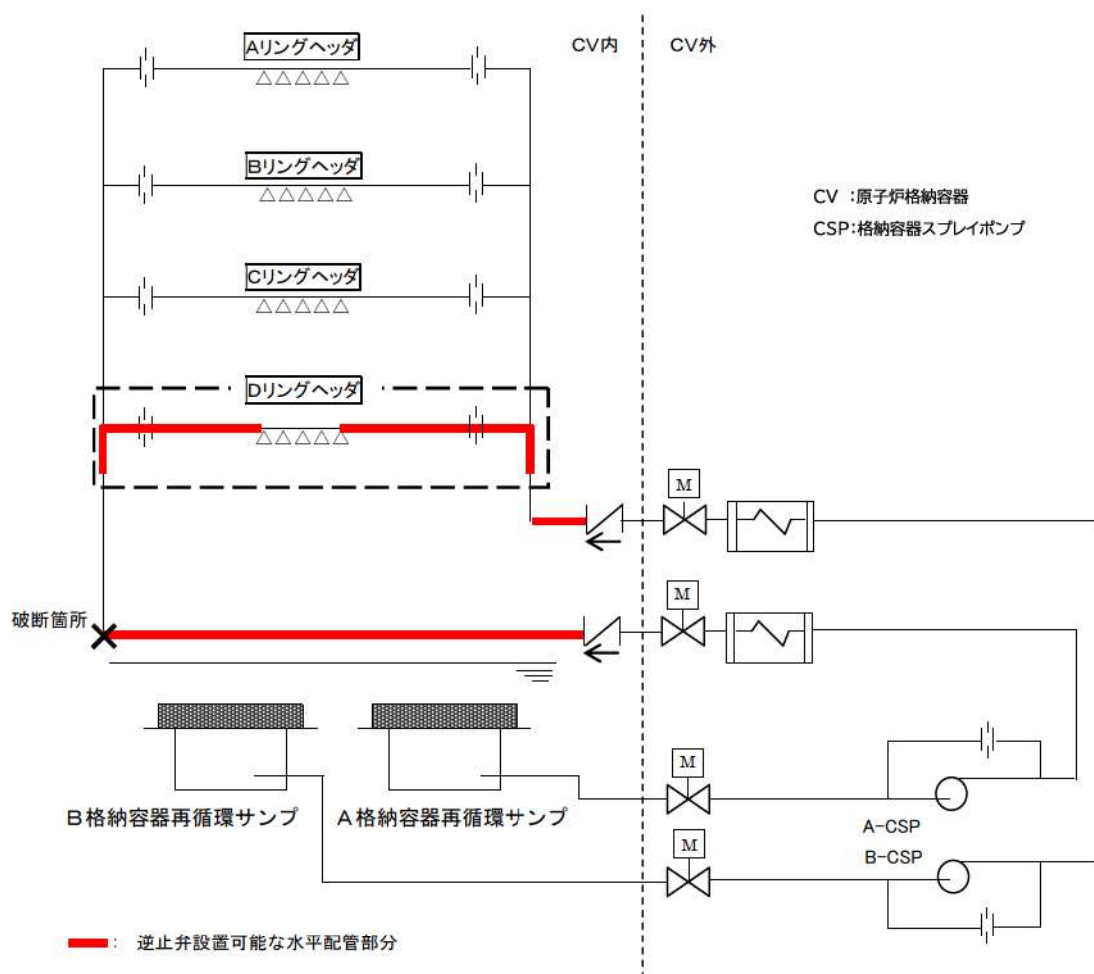 Aリングヘッダ
CV内
CV外
Bリングヘッダ
CV :原子炉格納容器
CSP:格納容器スプレイポンプ
Cリングヘッダ
Dリングヘッダ
M
M
破断箇所
M
B格納容器再循環サンプ
A格納容器再循環サンプ
A-CSP
M
B-CSP
: 逆止弁設置可能な水平配管部分